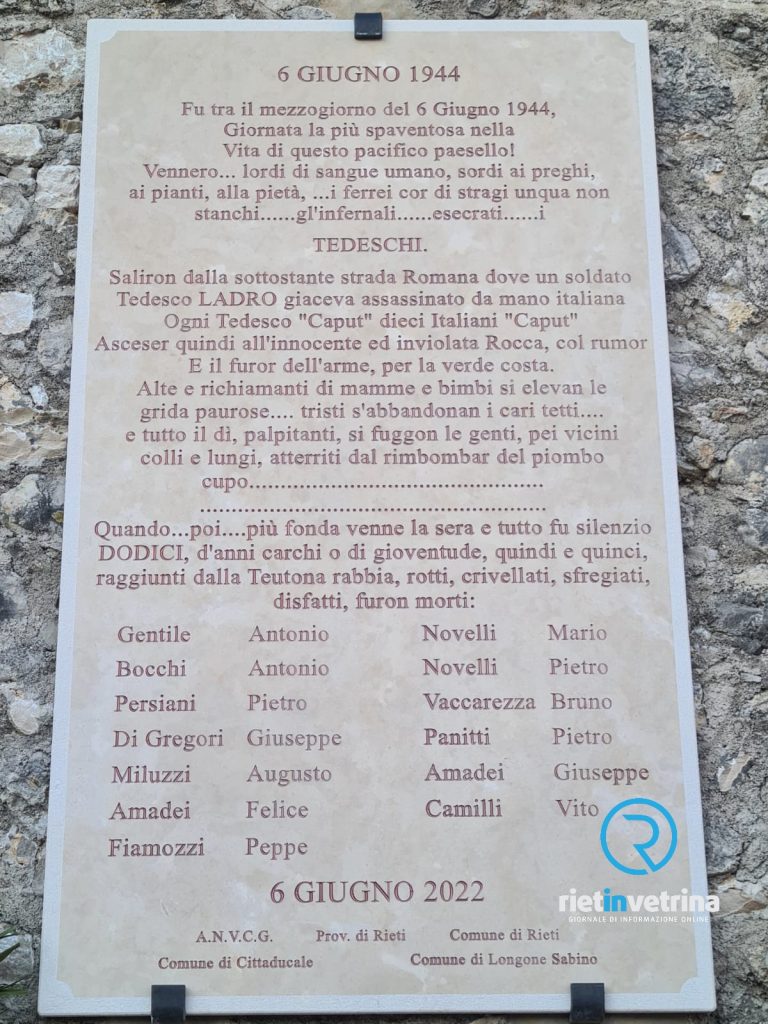 6 GIUGNO 1944
Fu tra il mezzogiorno del 6 Giugno 1944,
Giornata la più spaventosa nella
Vita di questo pacifico paesello!
Vennero... lordi di sangue umano, sordi ai preghi,
ai pianti, alla pietà, ...i ferrei cor di stragi unqua non
stanchi......gl'infernali......esecrati......i
TEDESCHI.
Saliron dalla sottostante strada Romana dove un soldato
Tedesco LADRO giaceva assassinato da mano italiana
Ogni Tedesco "Caput" dieci Italiani "Caput"
Asceser quindi all'innocente ed inviolata Rocca, col rumor
E il furor dell'arme, per la verde costa.
Alte e richiamanti di mamme e bimbi si elevan le
grida paurose.... tristi s'abbandonan i cari tetti....
e tutto il dì, palpitanti, si fuggon le genti, pei vicini
colli e lungi, atterriti dal rimbombar del piombo
cupo..............................................
......................................................
Quando...poi....più fonda venne la sera e tutto fu silenzio
DODICI, d'anni carchi o di gioventude, quindi e quinci,
raggiunti dalla Teutona rabbia, rotti, crivellati, sfregiati,
disfatti, furon morti:
Gentile Antonio Novelli Mario
Bocchi Antonio Novelli Pietro
Persiani Pietro Vaccarezza Bruno
Di Gregori Giuseppe Panitti Pietro
Miluzzi Augusto Amadei Giuseppe
Amadei Felice Camilli Vito
Fiamozzi Peppe
6 GIUGNO 2022
A.N.V.C.G. Prov. di Rieti Comune di Rieti
Comune di Cittaducale Comune di Longone Sabino
rietinvetrina
GIORNALE DI INFORMAZIONE ONLINE